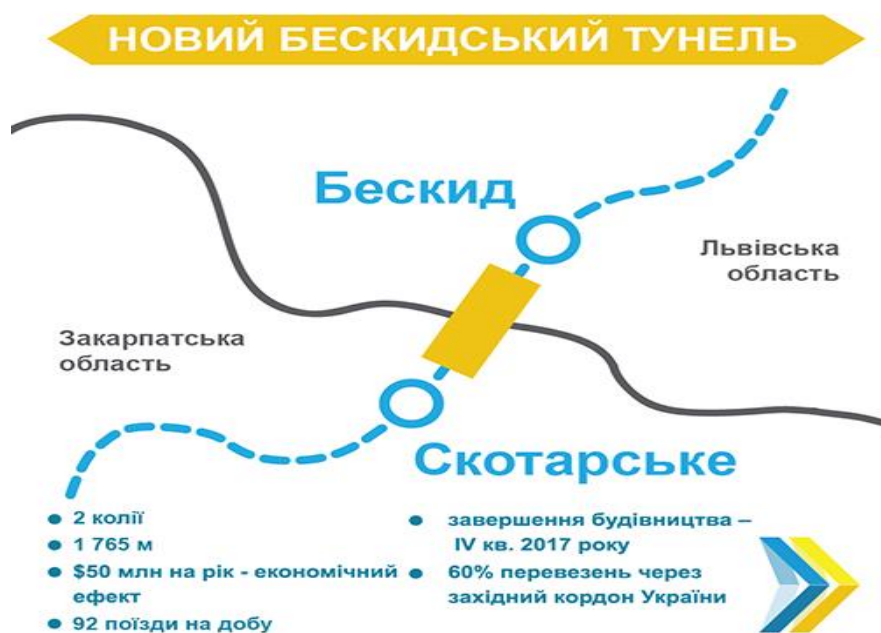 НОВИЙ БЕСКИДСЬКИЙ ТУНЕЛЬ
Бескид
Львівська
область
Закарпатська
область
Скотарське
2 колії
1 765 м
$50 млн на рік - економічний
ефект
92 поїзди на добу
завершення будівництва –
IV кв. 2017 року
60% перевезень через
західний кордон України